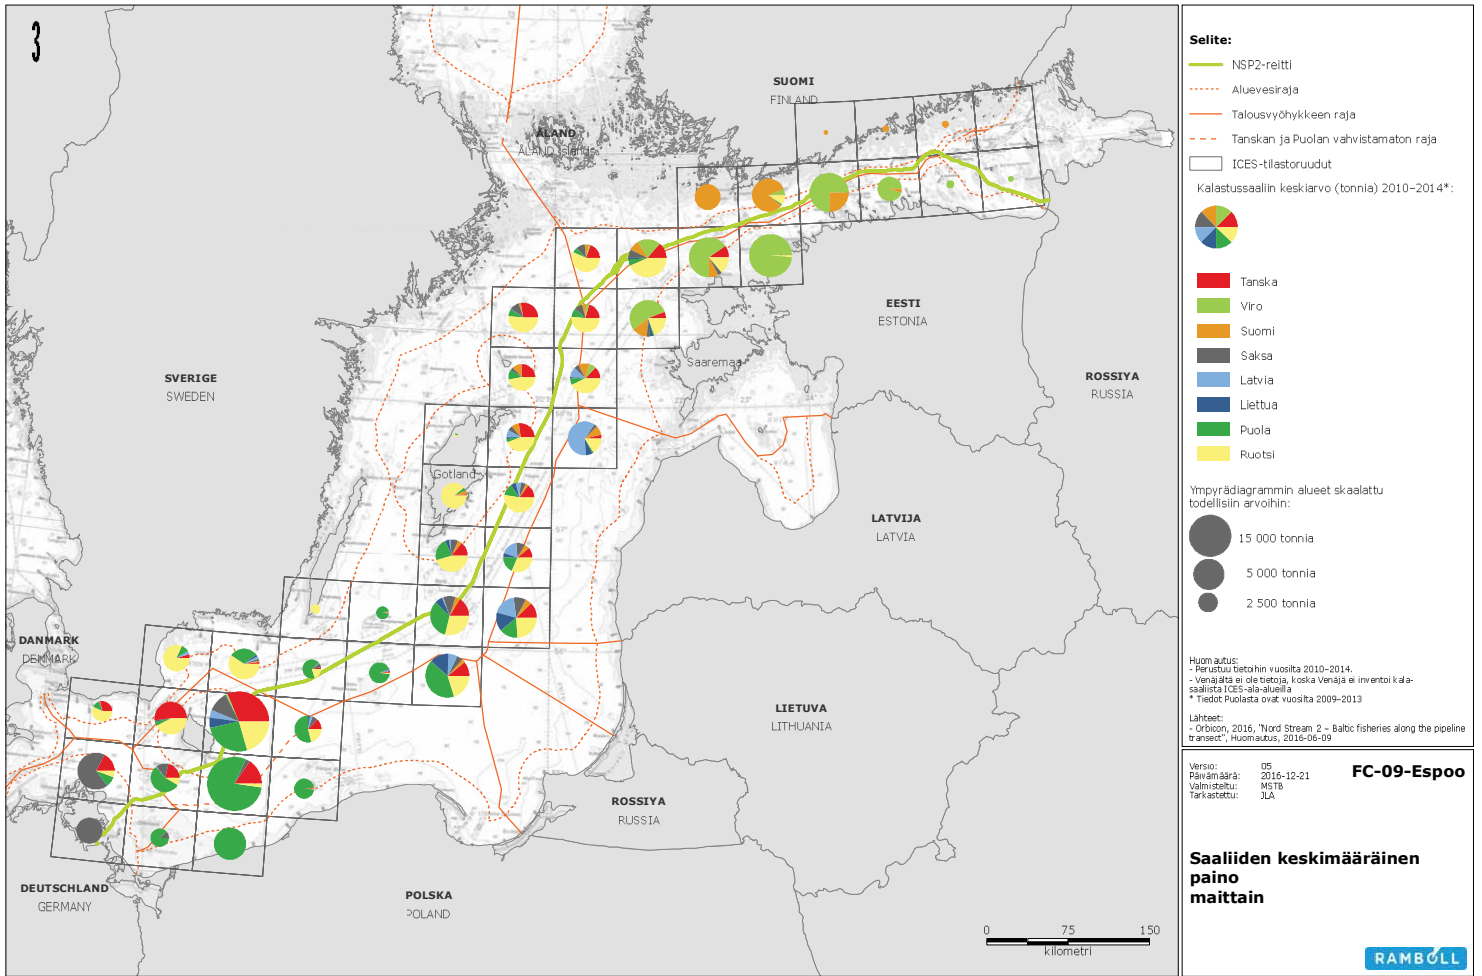 3
SUOMI
FINLAND
ÅLAND
ÅLAND Islands
EESTI
ESTONIA
Saaremaa
SVERIGE
SWEDEN
ROSSIYA
RUSSIA
Gotland
LATVIJA
LATVIA
DANMARK
DENMARK
LIETUVA
LITHUANIA
ROSSIYA
RUSSIA
DEUTSCHLAND
GERMANY
POLSKA
POLAND
0 75 150
kilometri
Selite:
NSP2-reitti
Aluevesiraja
Talousvyöhykkeen raja
Tanskan ja Puolan vahvistamaton raja
ICES-tilastoruudut
Kalastussaaliin keskiarvo (tonnia) 2010–2014*:
Tanska
Viro
Suomi
Saksa
Latvia
Liettua
Puola
Ruotsi
Ympyrädiagrammin alueet skaalattu
todellisiin arvoihin:
15 000 tonnia
5 000 tonnia
2 500 tonnia
Huomautus:
- Perustuu tietoihin vuosilta 2010–2014.
- Venäjältä ei ole tietoja, koska Venäjä ei inventoi kala-
saaliista ICES-ala-alueilla
* Tiedot Puolasta ovat vuosilta 2009–2013
Lähteet:
- Orbicon, 2016, "Nord Stream 2 – Baltic fisheries along the pipeline
transect", Huomautus, 2016-06-09
Versio: 05
Päivämäärä: 2016-12-21
Valmisteltu: MSTB
Tarkastettu: JLA
FC-09-Espoo
Saaliiden keskimääräinen
paino
maittain
RAMBOLL